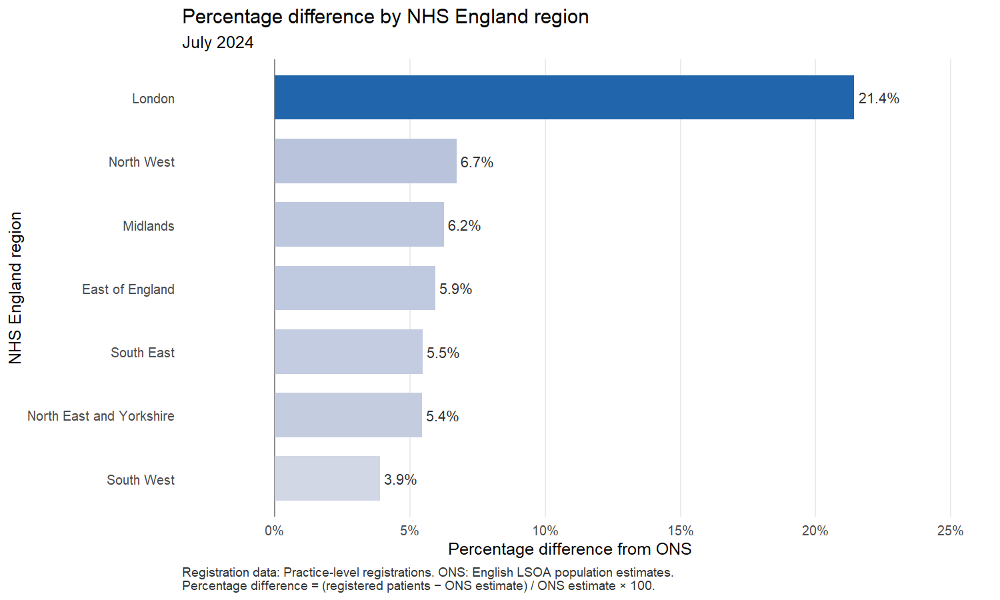 Percentage difference by NHS England region
July 2024
NHS England region
London
21.4%
North West
6.7%
Midlands
6.2%
East of England
5.9%
South East
5.5%
North East and Yorkshire
5.4%
South West
3.9%
0% 5% 10% 15% 20% 25%
Percentage difference from ONS
Registration data: Practice-level registrations. ONS: English LSOA population estimates.
Percentage difference = (registered patients − ONS estimate) / ONS estimate × 100.